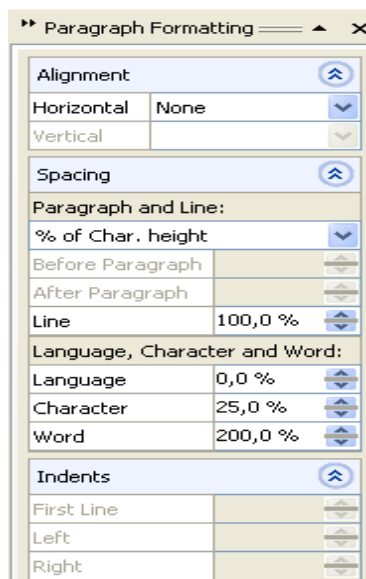 Paragraph Formatting
Alignment
Horizontal None
Vertical
Spacing
Paragraph and Line:
% of Char. height
Before Paragraph
After Paragraph
Line 100,0 %
Language, Character and Word:
Language 0,0 %
Character 25,0 %
Word 200,0 %
Indents
First Line
Left
Right